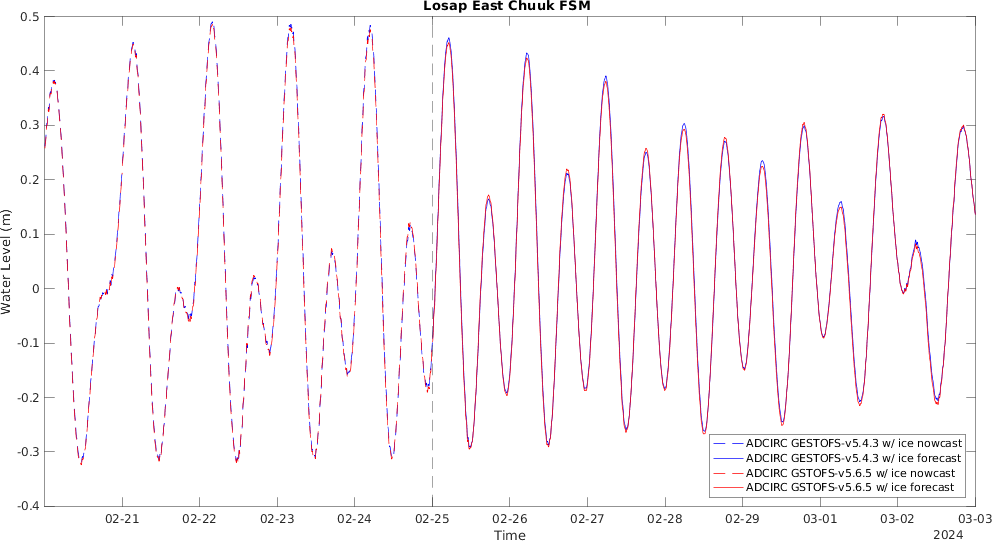 Losap East Chuuk FSM
0.5
0.4
0.3
0.2
0.1
0
-0.1
-0.2
-0.3
-0.4
Water Level (m)
ADCIRC GESTOFS-v5.4.3 w/ ice nowcast
ADCIRC GESTOFS-v5.4.3 w/ ice forecast
ADCIRC GSTOFS-v5.6.5 w/ ice nowcast
ADCIRC GSTOFS-v5.6.5 w/ ice forecast
02-21 02-22 02-23 02-24 02-25 02-26 02-27 02-28 02-29 03-01 03-02 03-03
Time
2024